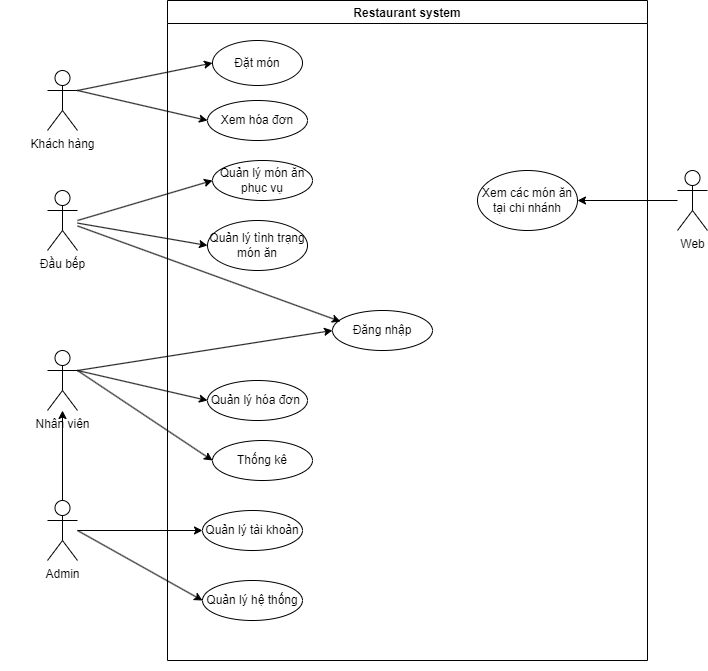 Restaurant system
Đặt món
Khách hàng
Xem hóa đơn
Quản lý món ăn
phục vụ
Xem các món ăn
tại chi nhánh
Đầu bếp
Quản lý tình trạng
món ăn
Web
Đăng nhập
Nhân viên
Quản lý hóa đơn
Thống kê
Quản lý tài khoản
Admin
Quản lý hệ thống